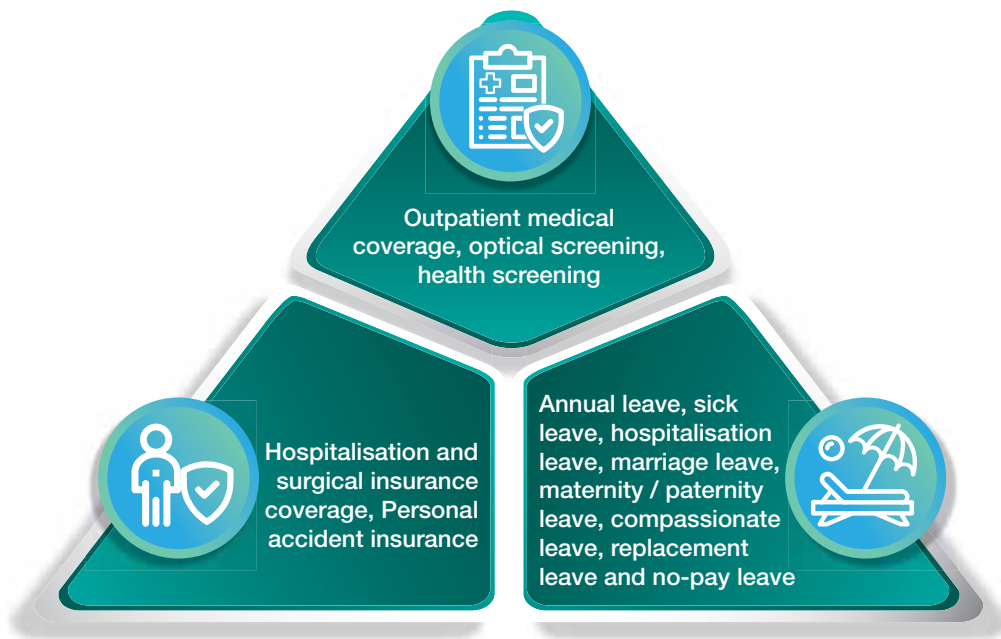 Outpatient medical
coverage, optical screening,
health screening
Hospitalisation and
surgical insurance
coverage, Personal
accident insurance
Annual leave, sick
leave, hospitalisation
leave, marriage leave,
maternity / paternity
leave, compassionate
leave, replacement
leave and no-pay leave